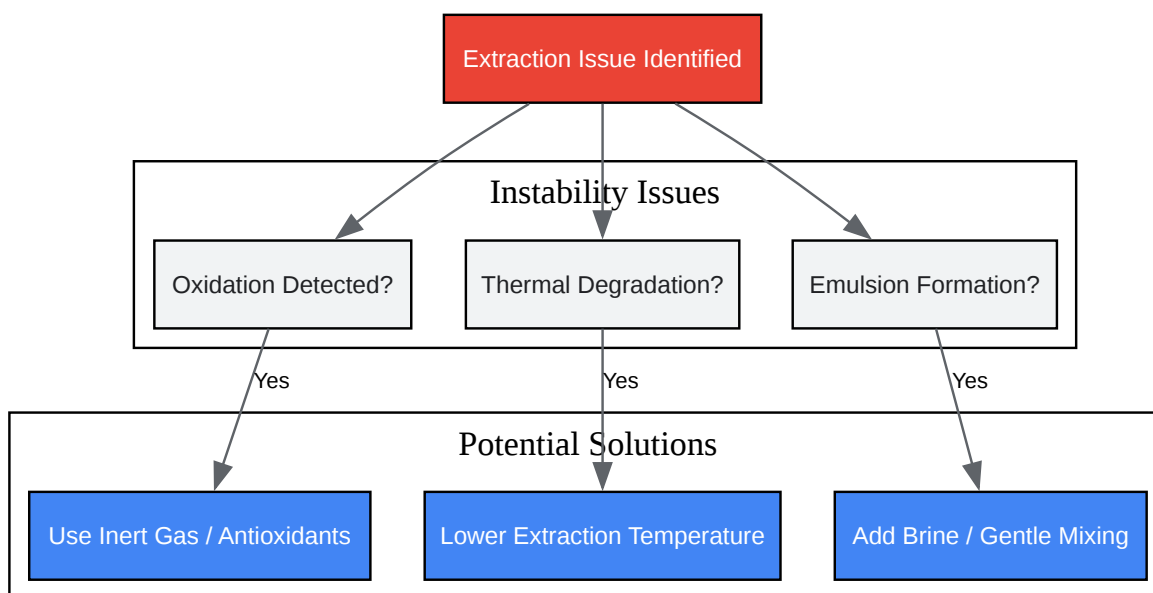 Extraction Issue Identified
Instability Issues
Oxidation Detected?
Thermal Degradation?
Emulsion Formation?
Yes
Yes
Yes
Potential Solutions
Use Inert Gas / Antioxidants
Lower Extraction Temperature
Add Brine / Gentle Mixing